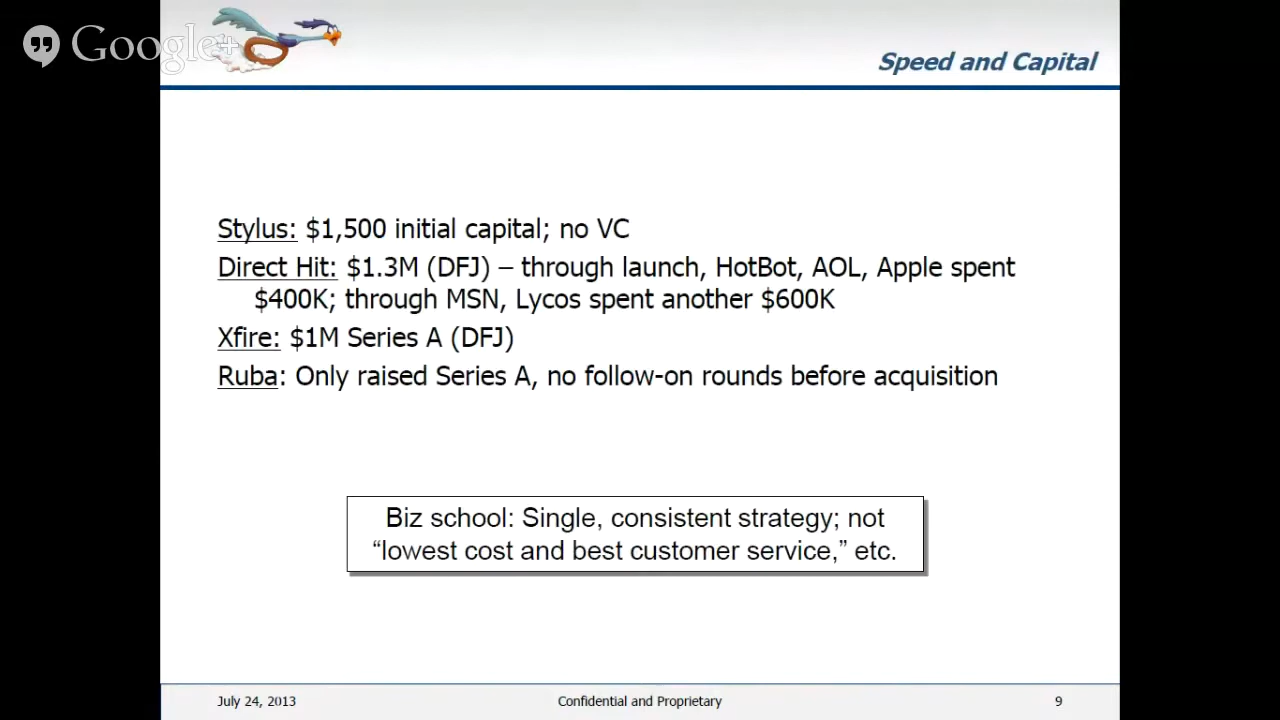 Google+
Speed and Capital
Stylus: $1,500 initial capital; no VC
Direct Hit: $1.3M (DFJ) – through launch, HotBot, AOL, Apple spent
$400K; through MSN, Lycos spent another $600K
Xfire: $1M Series A (DFJ)
Ruba: Only raised Series A, no follow-on rounds before acquisition
Biz school: Single, consistent strategy; not
“lowest cost and best customer service,” etc.
July 24, 2013
Confidential and Proprietary
9